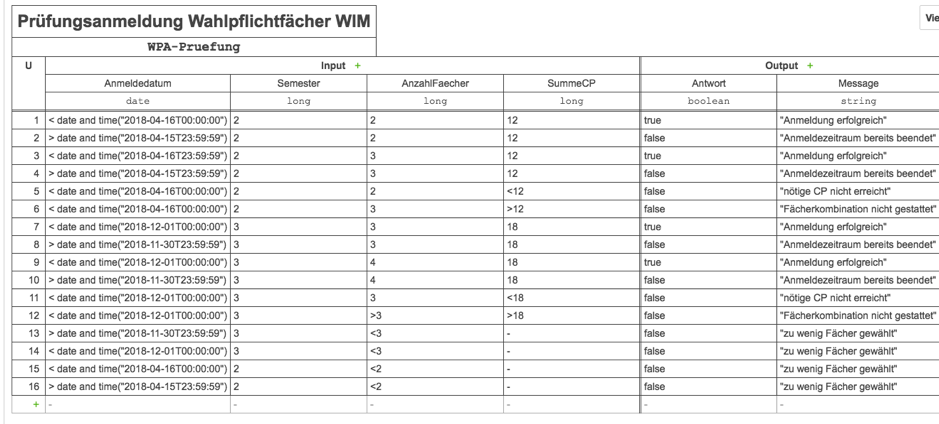 Prüfungsanmeldung Wahlpflichtfächer WIM
Vie
WPA-Pruefung
U Input + Output +
Anmeldedatum Semester AnzahlFaecher SummeCP Antwort Message
date long long long boolean string
1 < date and time("2018-04-16T00:00:00") 2 2 12 true "Anmeldung erfolgreich"
2 > date and time("2018-04-15T23:59:59") 2 2 12 false "Anmeldezeitraum bereits beendet"
3 < date and time("2018-04-16T00:00:00") 2 3 12 true "Anmeldung erfolgreich"
4 > date and time("2018-04-15T23:59:59") 2 3 12 false "Anmeldezeitraum bereits beendet"
5 < date and time("2018-04-16T00:00:00") 2 2 <12 false "nötige CP nicht erreicht"
6 < date and time("2018-04-16T00:00:00") 2 3 >12 false "Fächerkombination nicht gestattet"
7 < date and time("2018-12-01T00:00:00") 3 3 18 true "Anmeldung erfolgreich"
8 > date and time("2018-11-30T23:59:59") 3 3 18 false "Anmeldezeitraum bereits beendet"
9 < date and time("2018-12-01T00:00:00") 3 4 18 true "Anmeldung erfolgreich"
10 > date and time("2018-11-30T23:59:59") 3 4 18 false "Anmeldezeitraum bereits beendet"
11 < date and time("2018-12-01T00:00:00") 3 3 <18 false "nötige CP nicht erreicht"
12 < date and time("2018-12-01T00:00:00") 3 >3 >18 false "Fächerkombination nicht gestattet"
13 > date and time("2018-11-30T23:59:59") 3 <3 - false "zu wenig Fächer gewählt"
14 < date and time("2018-12-01T00:00:00") 3 <3 - false "zu wenig Fächer gewählt"
15 < date and time("2018-04-16T00:00:00") 2 <2 - false "zu wenig Fächer gewählt"
16 > date and time("2018-04-15T23:59:59") 2 <2 - false "zu wenig Fächer gewählt"
+ - - - - - -